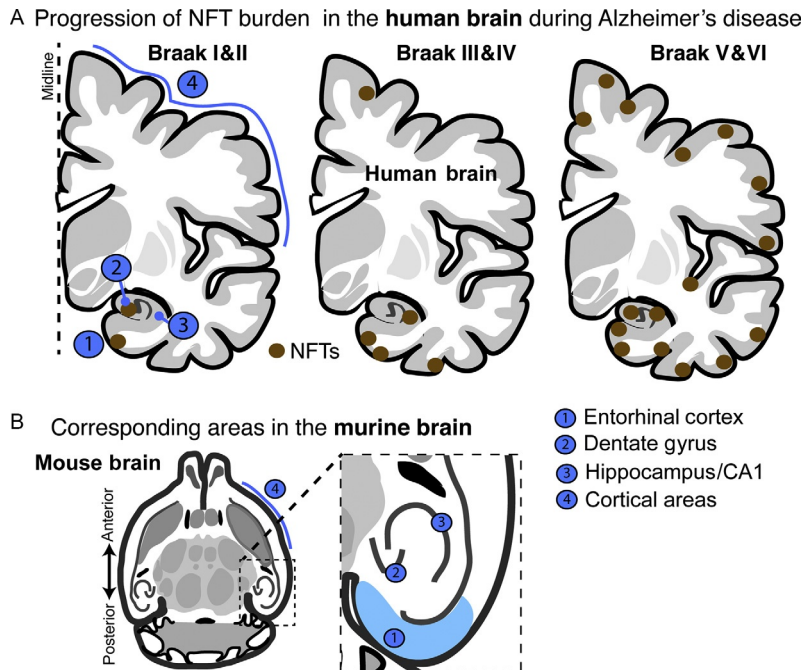 A Progression of NFT burden in the human brain during Alzheimer's disease
Braak I&II
Braak III&IV
Braak V&VI
Midline
4
Human brain
2
3
1
NFTs
B Corresponding areas in the murine brain
Mouse brain
4
Anterior
Posterior
3
2
1
1 Entorhinal cortex
2 Dentate gyrus
3 Hippocampus/CA1
4 Cortical areas